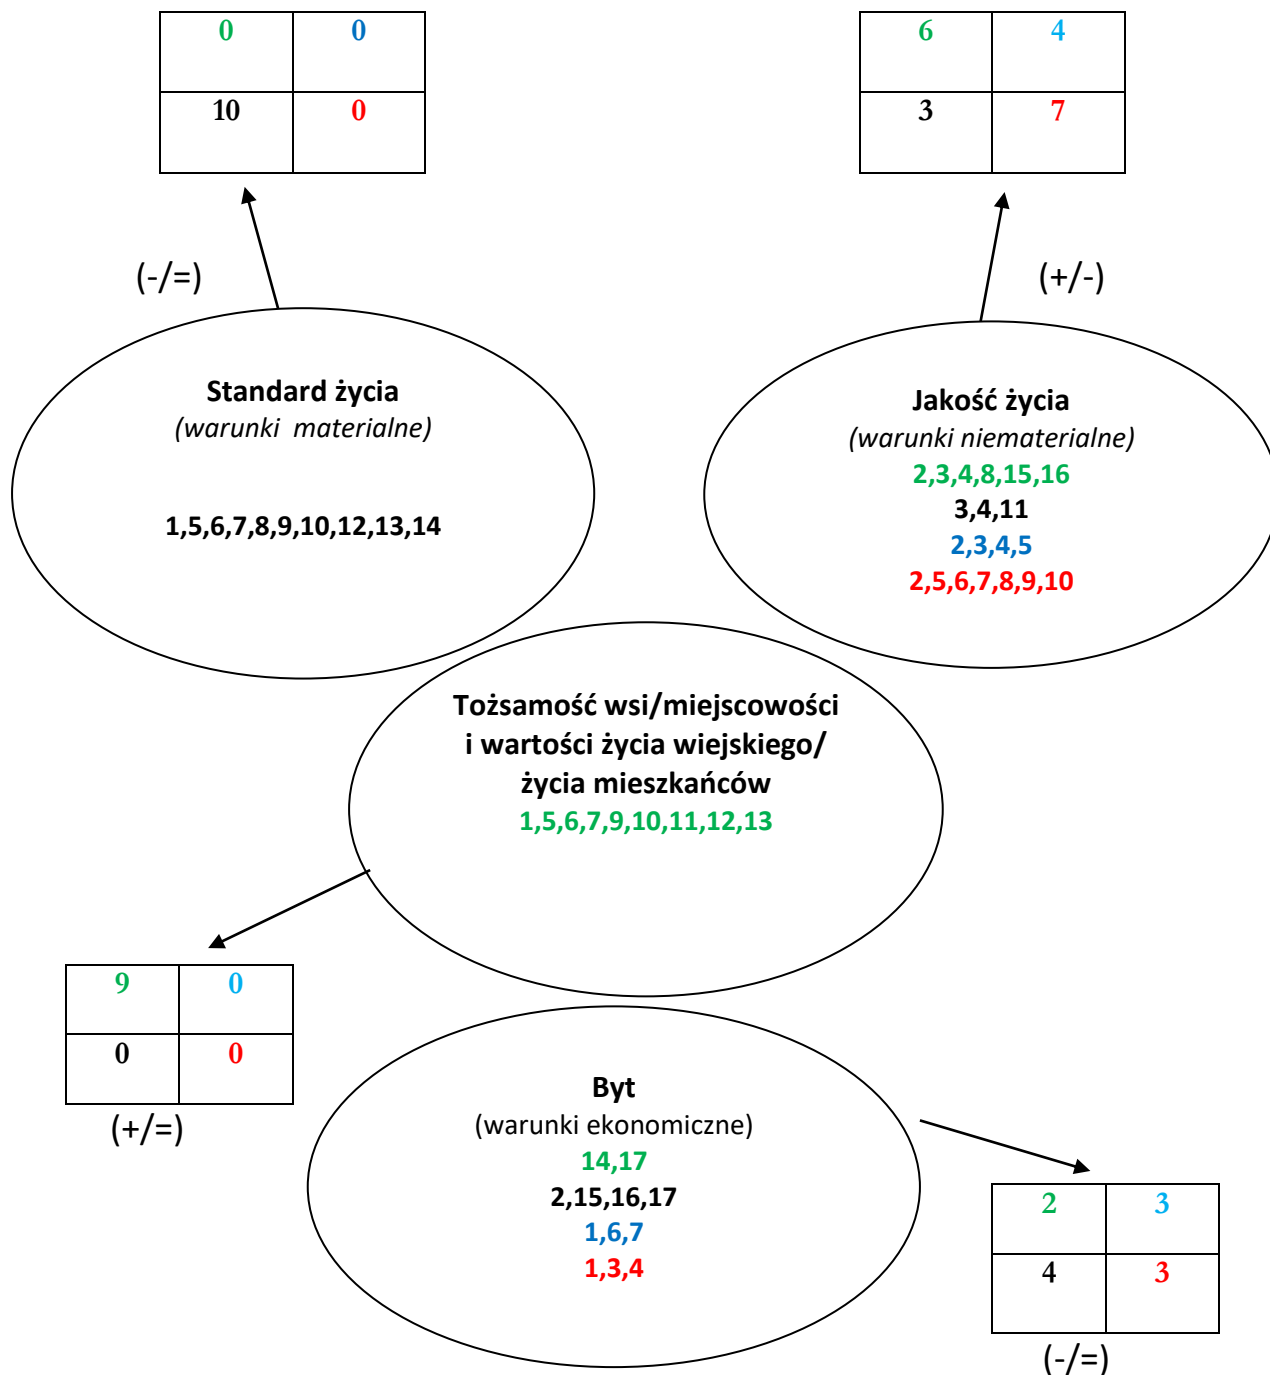 0 0
10 0
6 4
3 7
(-/=)
(+/-)
Standard życia
(warunki materialne)
1,5,6,7,8,9,10,12,13,14
Jakość życia
(warunki niematerialne)
2,3,4,8,15,16
3,4,11
2,3,4,5
2,5,6,7,8,9,10
Tożsamość wsi/miejscowości
i wartości życia wiejskiego/
życia mieszkańców
1,5,6,7,9,10,11,12,13
9 0
0 0
(+/=)
Byt
(warunki ekonomiczne)
14,17
2,15,16,17
1,6,7
1,3,4
2 3
4 3
(-/=)